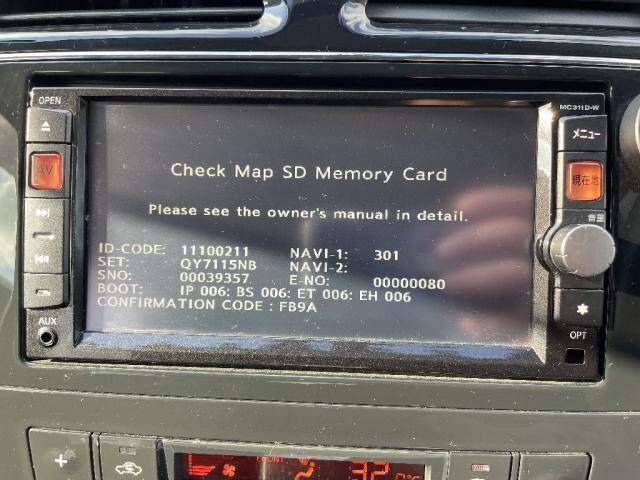 OPEN
MC311D-W
メニュー
AV
現在地
音量
Check Map SD Memory Card
Please see the owner's manual in detail.
ID-CODE: 11100211 NAVI-1: 301
SET: QY7115NB NAVI-2:
SNO: 00039357 E-NO: 00000080
BOOT: IP 006: BS 006: ET 006: EH 006
CONFIRMATION CODE : FB9A
AUX
OPT
32.0°C